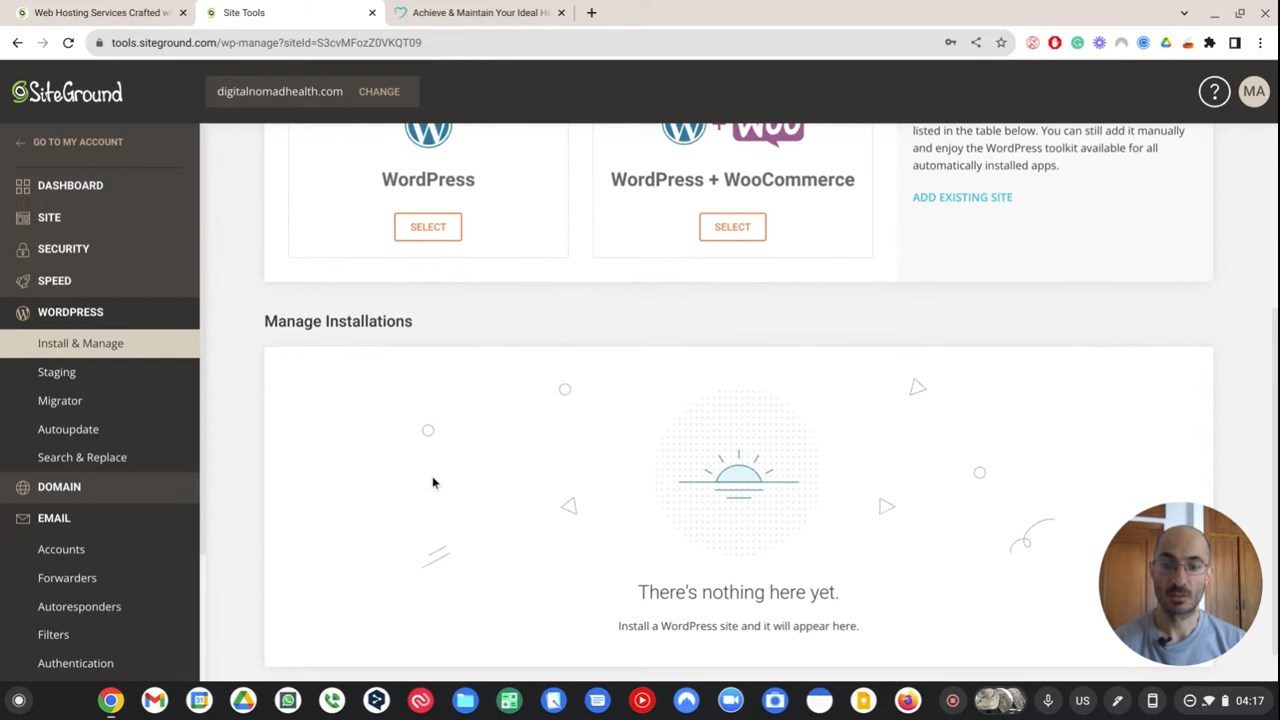 Web Hosting Services Crafted w
Site Tools
Achieve & Maintain Your Ideal He
tools.siteground.com/wp-manage?siteId=S3cvMFozZ0VKQT09
SiteGround
digitalnomadhealth.com CHANGE
?
MA
GO TO MY ACCOUNT
DASHBOARD
SITE
SECURITY
SPEED
WORDPRESS
Install & Manage
Staging
Migrator
Autoupdate
Search & Replace
DOMAIN
EMAIL
Accounts
Forwarders
Autoresponders
Filters
Authentication
WordPress
SELECT
+ Woo
WordPress + WooCommerce
SELECT
listed in the table below. You can still add it manually
and enjoy the WordPress toolkit available for all
automatically installed apps.
ADD EXISTING SITE
Manage Installations
There's nothing here yet.
Install a WordPress site and it will appear here.
US
04:17